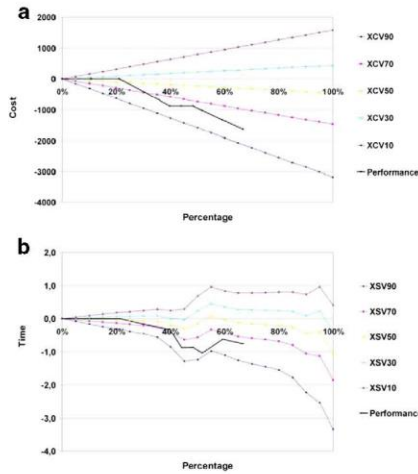 a
2000
1000
0
-1000
-2000
-3000
-4000
Cost
0% 20% 40% 60% 80% 100%
Percentage
XCV90
XCV70
XCV50
XCV30
XCV10
Performance
b
2,0
1,0
0,0
-1,0
-2,0
-3,0
-4,0
Time
0% 20% 40% 60% 80% 100%
Percentage
XSV90
XSV70
XSV50
XSV30
XSV10
Performance